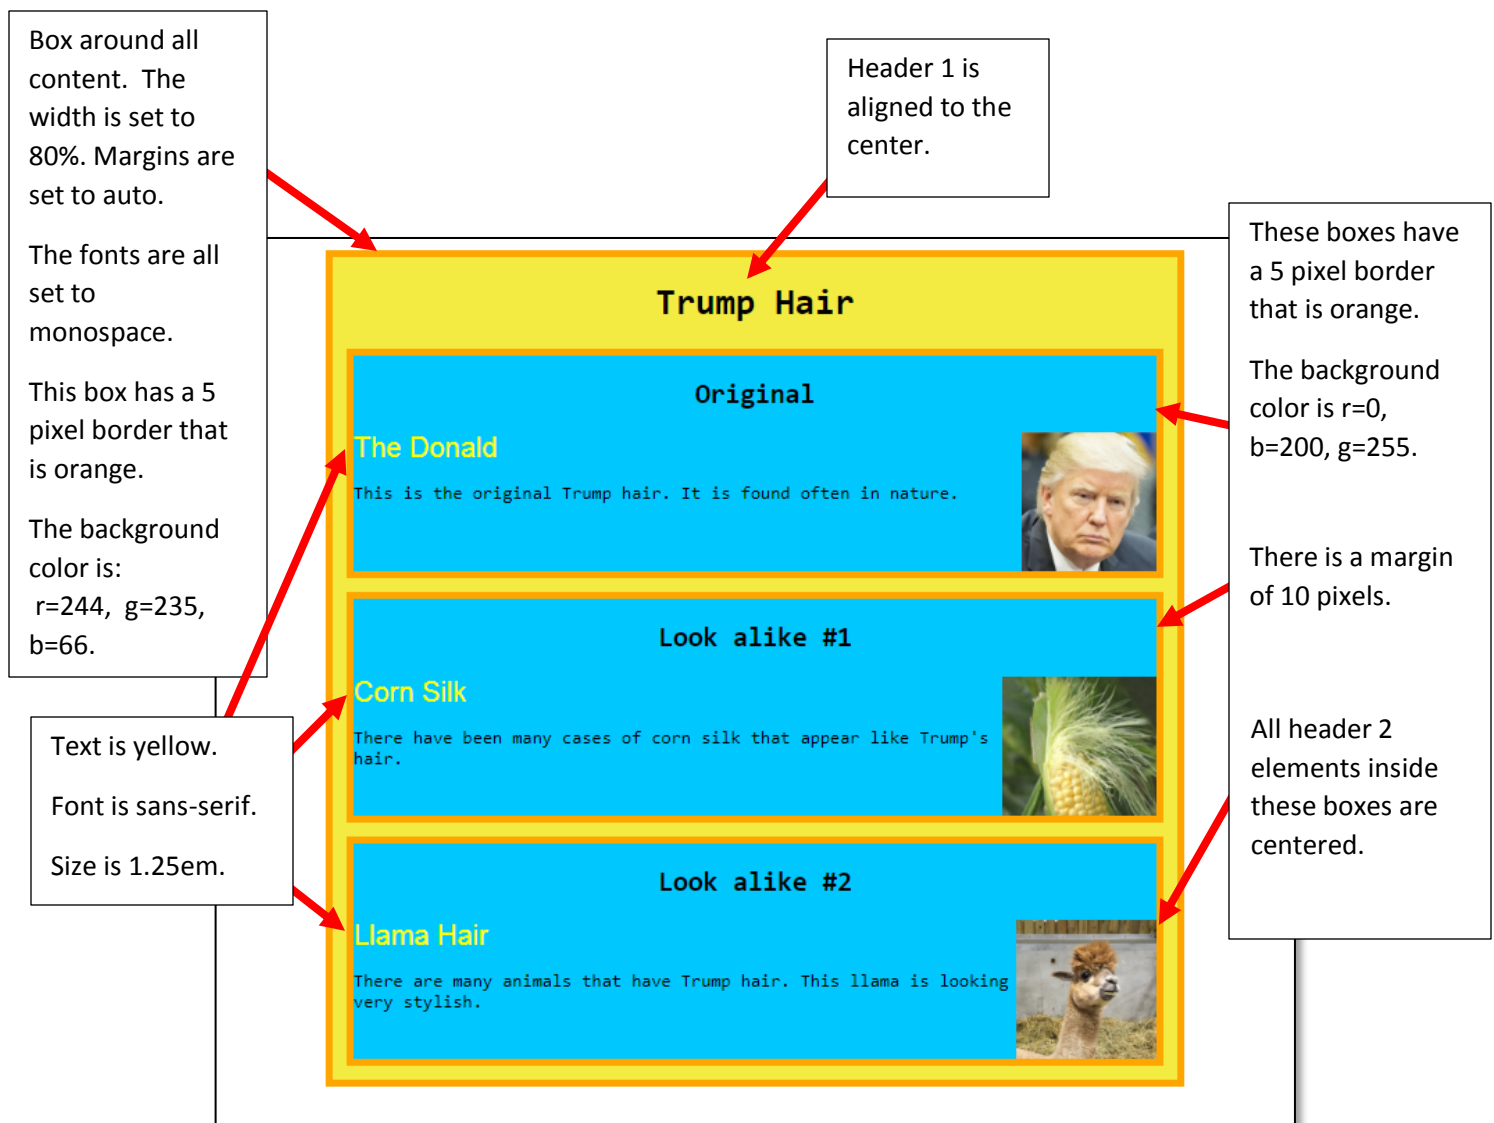 Box around all
content.  The
width is set to
80%. Margins are
set to auto.
The fonts are all
set to
monospace.
This box has a 5
pixel border that
is orange.
The background
color is:
r=244,  g=235,
b=66.
Header 1 is
aligned to the
center.
These boxes have
a 5 pixel border
that is orange.
The background
color is r=0,
b=200, g=255.
There is a margin
of 10 pixels.
All header 2
elements inside
these boxes are
centered.
Text is yellow.
Font is sans-serif.
Size is 1.25em.
Trump Hair
Original
The Donald
This is the original Trump hair. It is found often in nature.
Look alike #1
Corn Silk
There have been many cases of corn silk that appear like Trump's
hair.
Look alike #2
Llama Hair
There are many animals that have Trump hair. This llama is looking
very stylish.